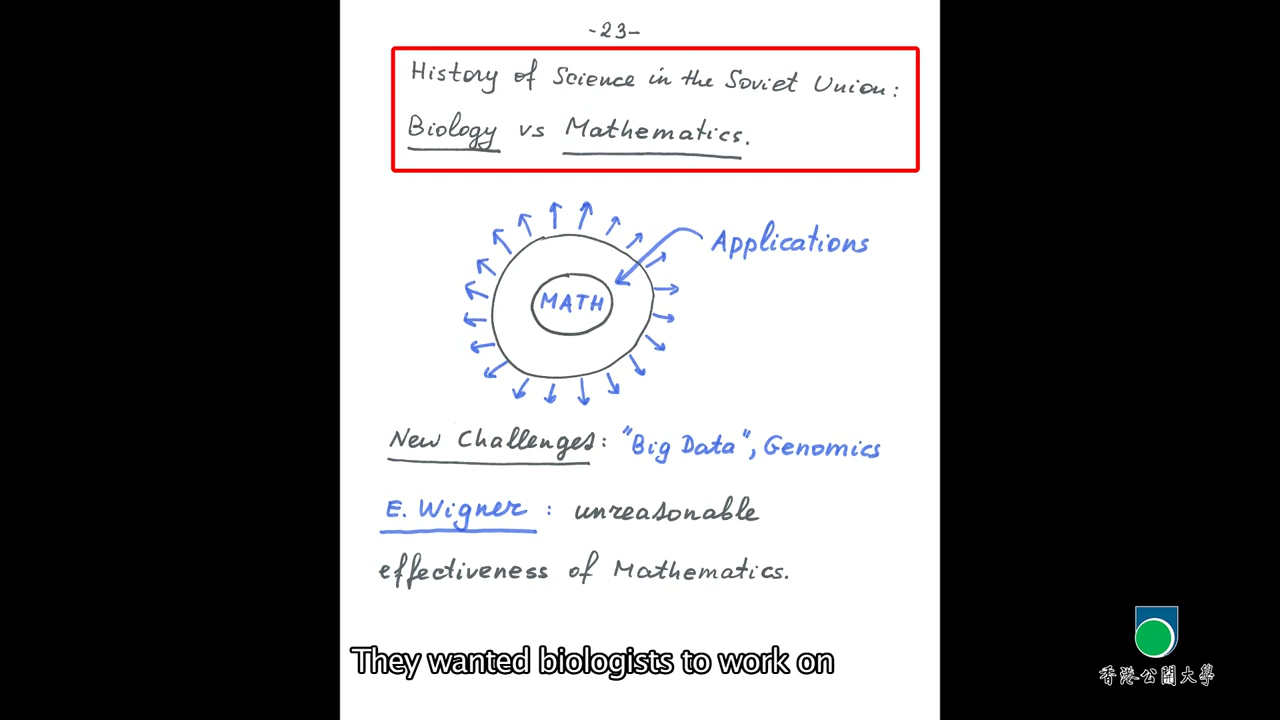 -23-
History of Science in the Soviet Union:
Biology vs Mathematics.
Applications
MATH
New Challenges: "Big Data", Genomics
E. Wigner: unreasonable
effectiveness of Mathematics.
They wanted biologists to work on
香港公開大學